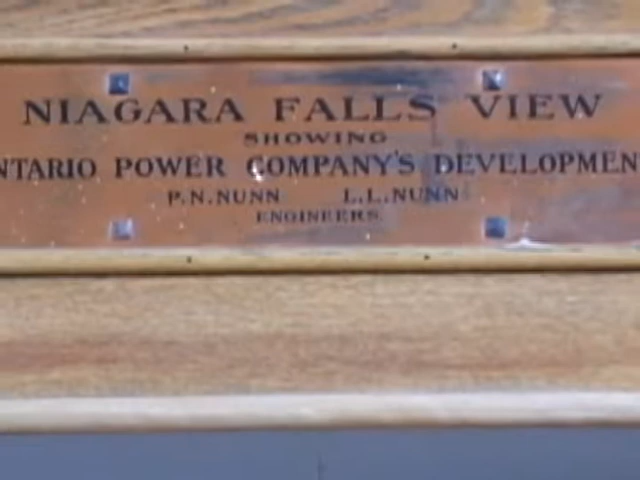 NIAGARA FALLS VIEW
SHOWING
NTARIO POWER COMPANY'S DEVELOPMEN
P.N.NUNN L.L.NUNN
ENGINEERS